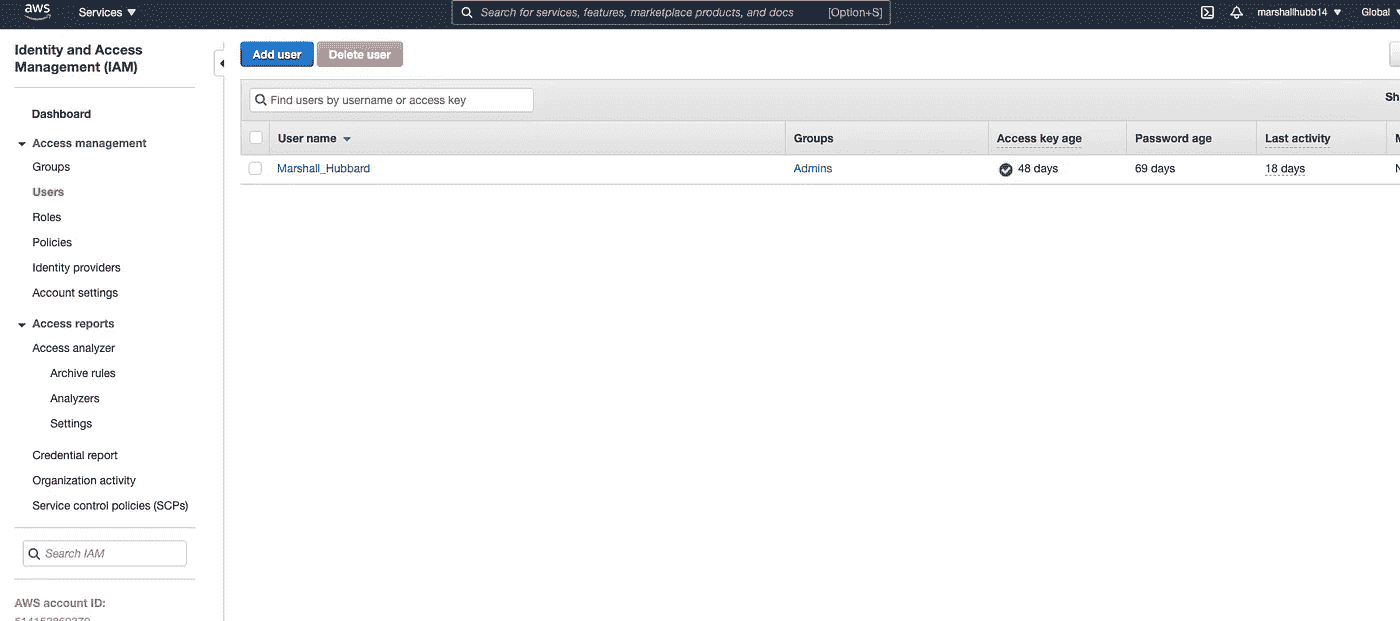 aws Services Search for services, features, marketplace products, and docs [Option+S] marshallhubb14 Global
Identity and Access
Management (IAM)
Dashboard
Access management
Groups
Users
Roles
Policies
Identity providers
Account settings
Access reports
Access analyzer
Archive rules
Analyzers
Settings
Credential report
Organization activity
Service control policies (SCPs)
Search IAM
AWS account ID:
Add user Delete user
Find users by username or access key Sh
User name Groups Access key age Password age Last activity
Marshall_Hubbard Admins 48 days 69 days 18 days